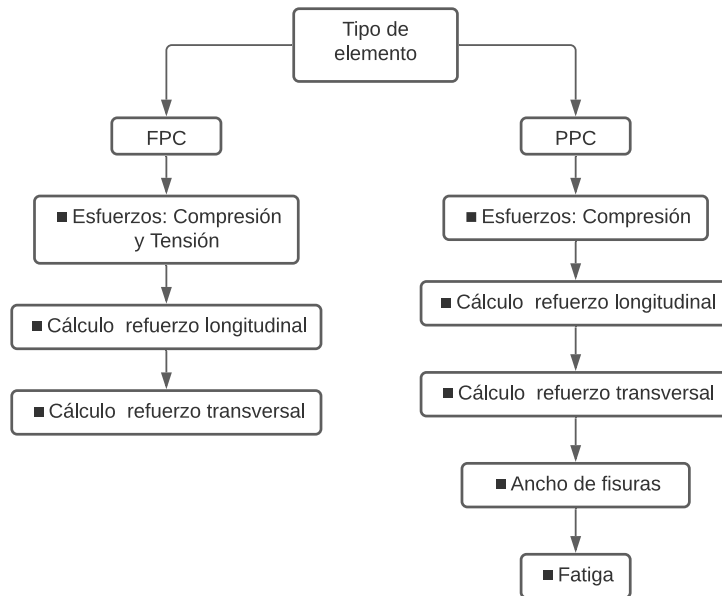 Tipo de
elemento
FPC
■ Esfuerzos: Compresión
y Tensión
■ Cálculo refuerzo longitudinal
■ Cálculo refuerzo transversal
PPC
■ Esfuerzos: Compresión
■ Cálculo refuerzo longitudinal
■ Cálculo refuerzo transversal
■ Ancho de fisuras
■ Fatiga